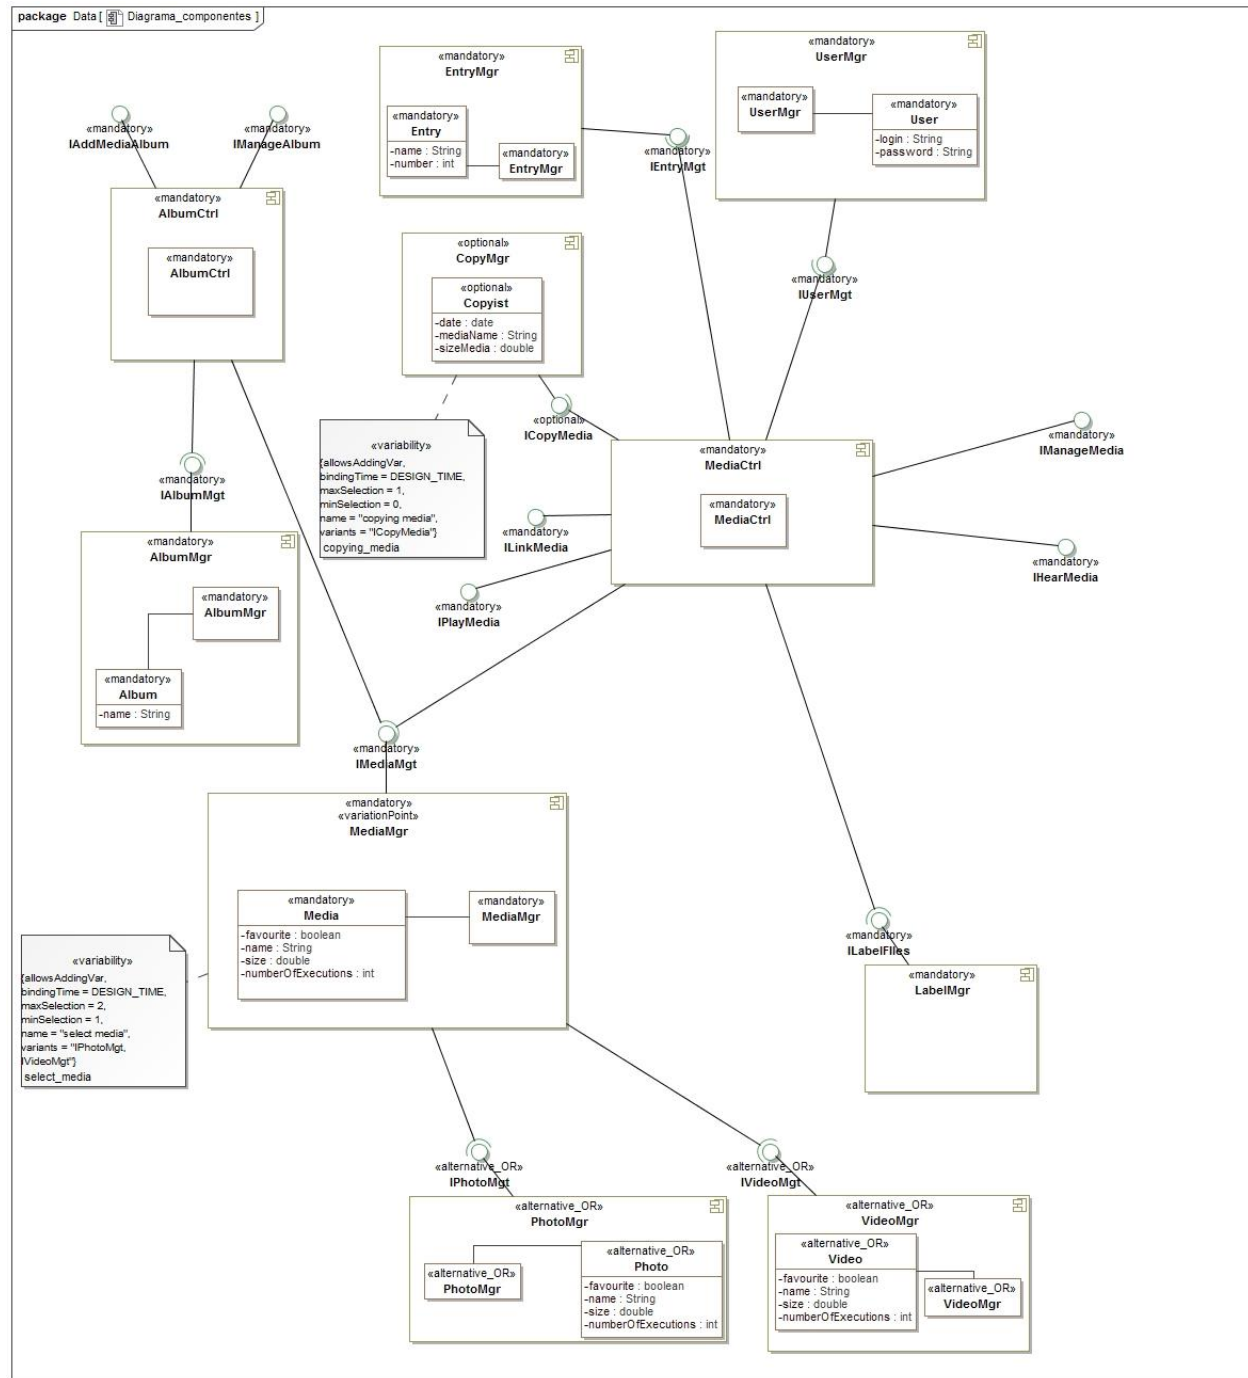 package Data [ Diagrama_componentes ]
«mandatory»
EntryMgr
«mandatory»
Entry
-name : String
-number : int
«mandatory»
EntryMgr
«mandatory»
UserMgr
«mandatory»
UserMgr
«mandatory»
User
-login : String
-password : String
«mandatory»
IAddMediaAlbum
«mandatory»
IManageAlbum
«mandatory»
IEntryMgt
«mandatory»
AlbumCtrl
«mandatory»
AlbumCtrl
«optional»
CopyMgr
«optional»
Copyist
-date : date
-mediaName : String
-sizeMedia : double
«mandatory»
IUserMgt
«variability»
{allowsAddingVar,
bindingTime = DESIGN_TIME,
maxSelection = 1,
minSelection = 0,
name = "copying media",
variants = "ICopyMedia"}
copying_media
«optional»
ICopyMedia
«mandatory»
MediaCtrl
«mandatory»
MediaCtrl
«mandatory»
IManageMedia
«mandatory»
IAlbumMgt
«mandatory»
ILinkMedia
«mandatory»
IHearMedia
«mandatory»
IPlayMedia
«mandatory»
AlbumMgr
«mandatory»
AlbumMgr
«mandatory»
Album
-name : String
«mandatory»
IMediaMgt
«mandatory»
«variationPoint»
MediaMgr
«mandatory»
Media
-favourite : boolean
-name : String
-size : double
-numberOfExecutions : int
«mandatory»
MediaMgr
«variability»
{allowsAddingVar,
bindingTime = DESIGN_TIME,
maxSelection = 2,
minSelection = 1,
name = "select media",
variants = "IPhotoMgt,
IVideoMgt"}
select_media
«mandatory»
ILabelFIles
«mandatory»
LabelMgr
«alternative_OR»
IPhotoMgt
«alternative_OR»
IVideoMgt
«alternative_OR»
PhotoMgr
«alternative_OR»
PhotoMgr
«alternative_OR»
Photo
-favourite : boolean
-name : String
-size : double
-numberOfExecutions : int
«alternative_OR»
VideoMgr
«alternative_OR»
Video
-favourite : boolean
-name : String
-size : double
-numberOfExecutions : int
«alternative_OR»
VideoMgr